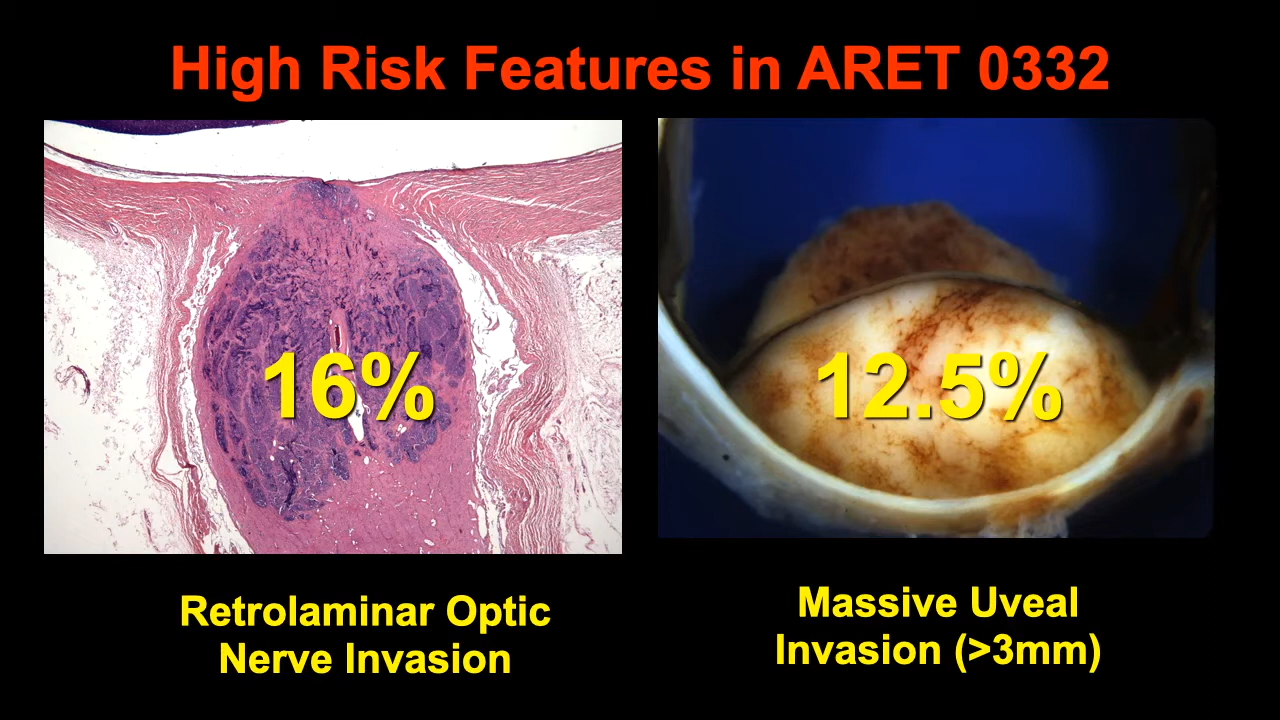 High Risk Features in ARET 0332
16%
12.5%
Retrolaminar Optic
Nerve Invasion
Massive Uveal
Invasion (>3mm)